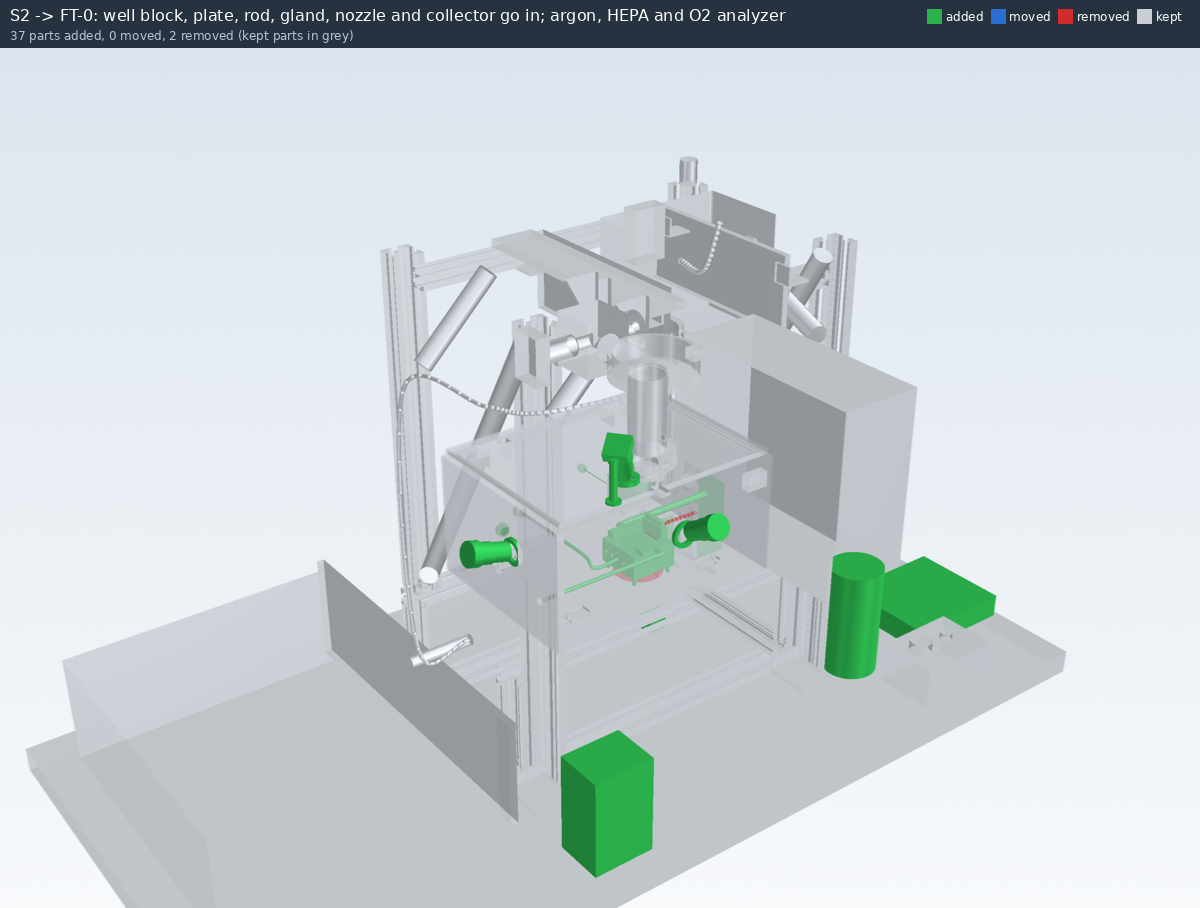 S2 -> FT-0: well block, plate, rod, gland, nozzle and collector go in; argon, HEPA and O2 analyzer
added moved removed kept
37 parts added, 0 moved, 2 removed (kept parts in grey)